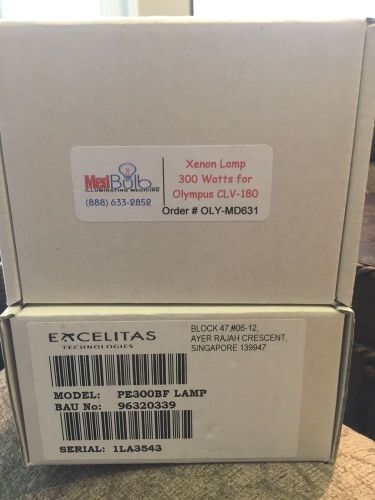 MedBulb
ILLUMINATING MEDICINE
(888) 633-2852
Xenon Lamp
300 Watts for
Olympus CLV-180
Order # OLY-MD631
EXCELITAS
TECHNOLOGIES
BLOCK 47,#06-12,
AYER RAJAH CRESCENT,
SINGAPORE 139947
MODEL: PE300BF LAMP
BAU No: 96320339
SERIAL: 1LA3543